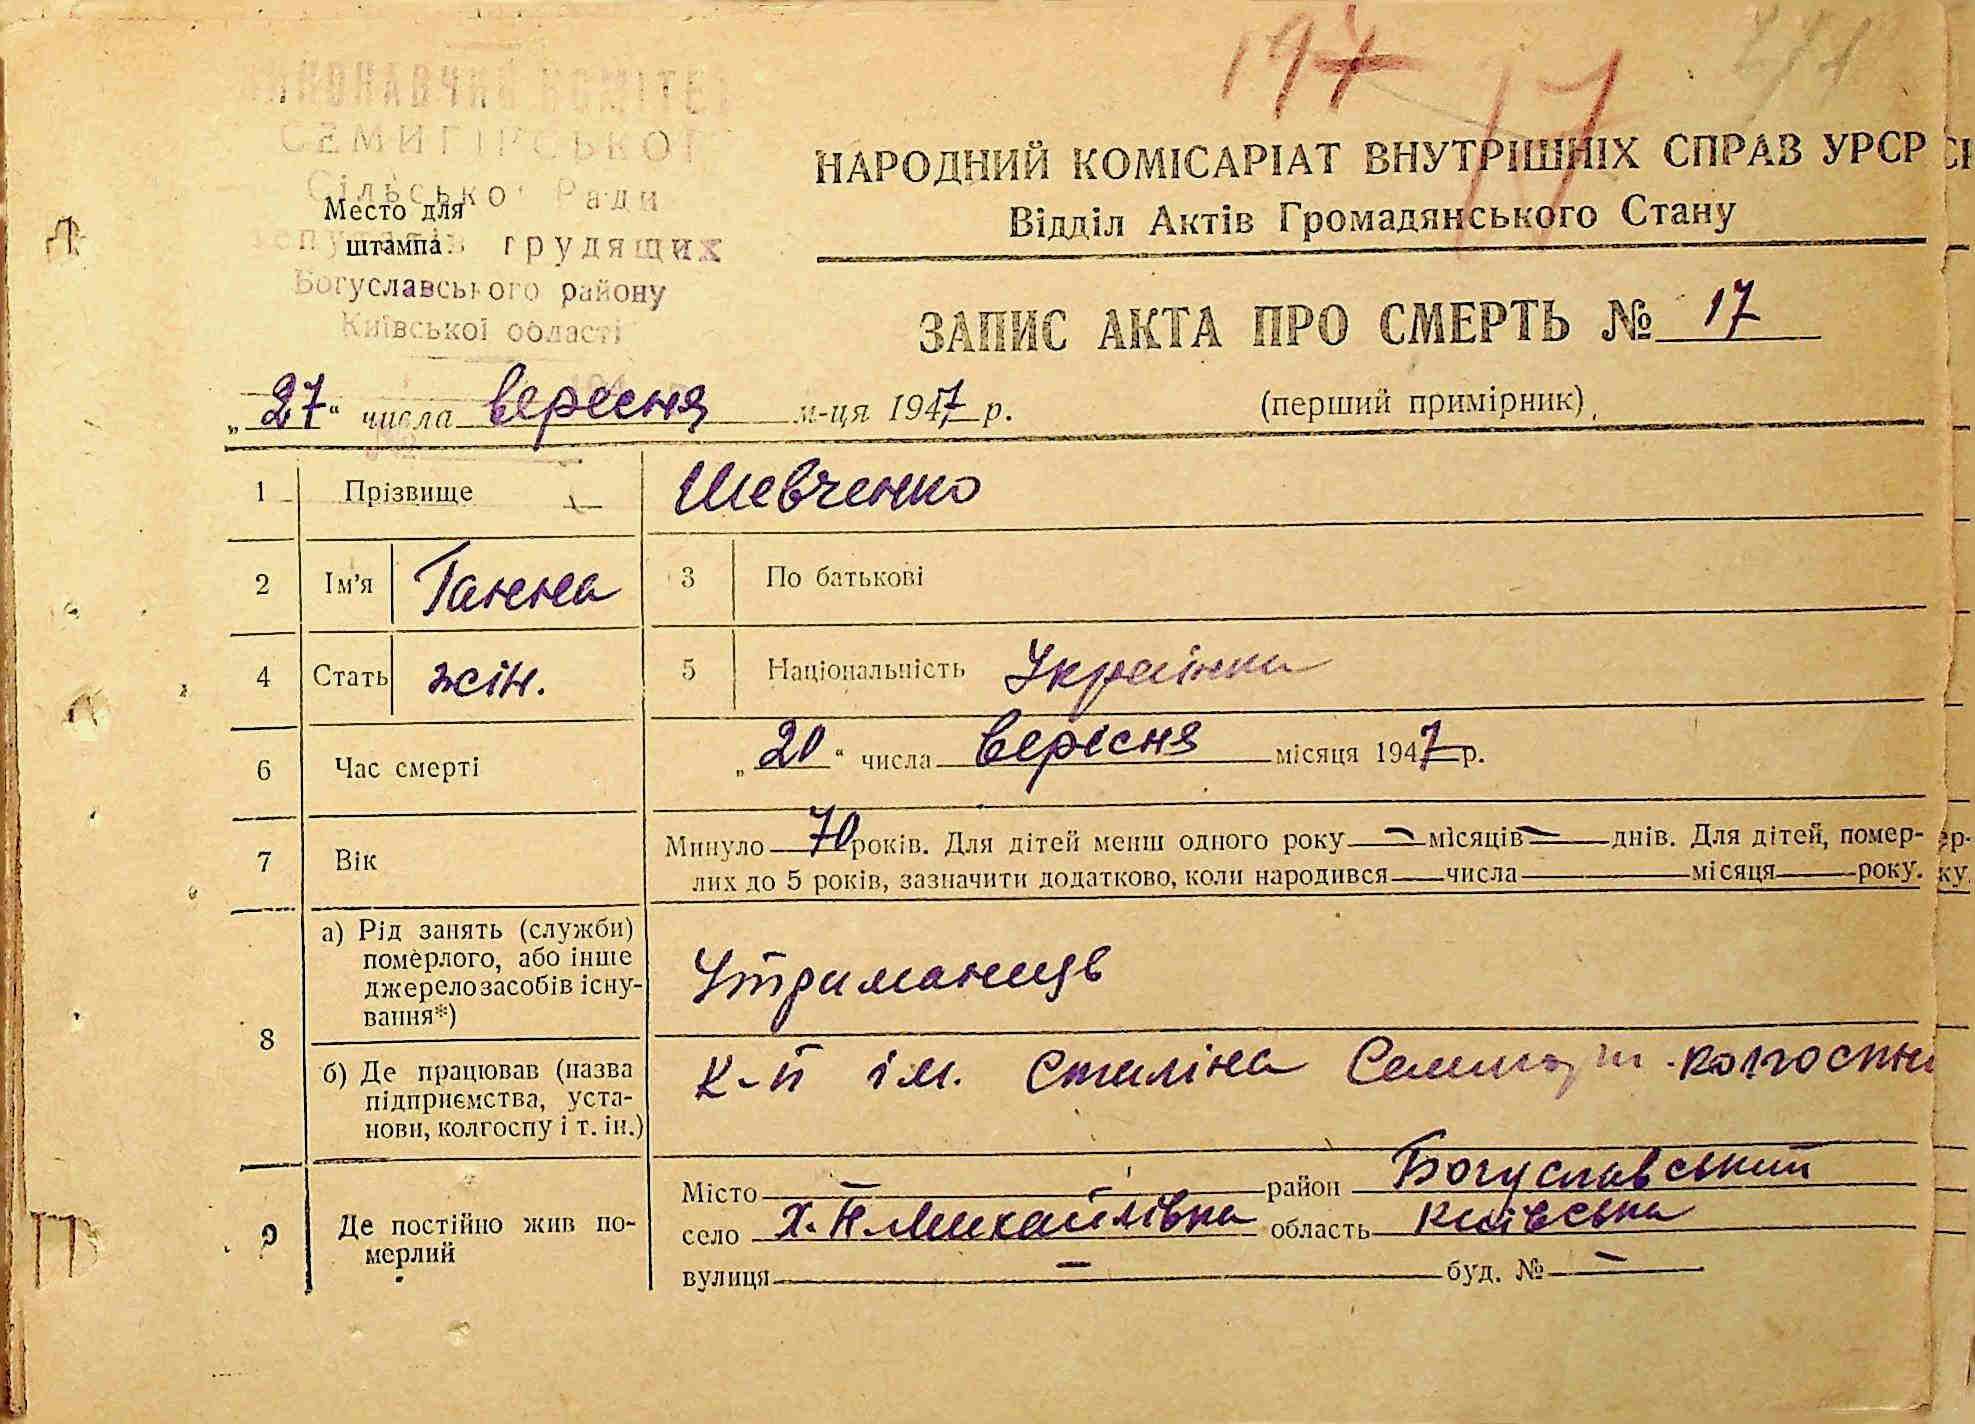 197 17 271
ВИКОНАВЧИЙ КОМІТЕТ
СЕМИГІРСЬКОЇ
Сільської Ради
депутатів трудящих
Богуславського району
Київської області
Место для
штампа
НАРОДНИЙ КОМІСАРІАТ ВНУТРІШНІХ СПРАВ УРСР
Відділ Актів Громадянського Стану
ЗАПИС АКТА ПРО СМЕРТЬ № 17
„27“ числа вересня м-ця 1947 р. (перший примірник)
1 Прізвище Шевченко
2 Ім'я Ганна 3 По батькові
4 Стать жін. 5 Національність Українка
6 Час смерті „20“ числа вересня місяця 1947 р.
7 Вік Минуло 70 років. Для дітей менш одного року — місяців — днів. Для дітей, помер-
лих до 5 років, зазначити додатково, коли народився числа місяця року.
8 а) Рід занять (служби)
померлого, або інше
джерело засобів існу-
вання*)
Утриманець
б) Де працював (назва
підприємства, уста-
нови, колгоспу і т. ін.)
к-п ім. Сталіна колгоспн
9 Де постійно жив по-
мерлий
Місто район Богуславський
село Х. Н Михайлівка область Київська
вулиця — буд. № —